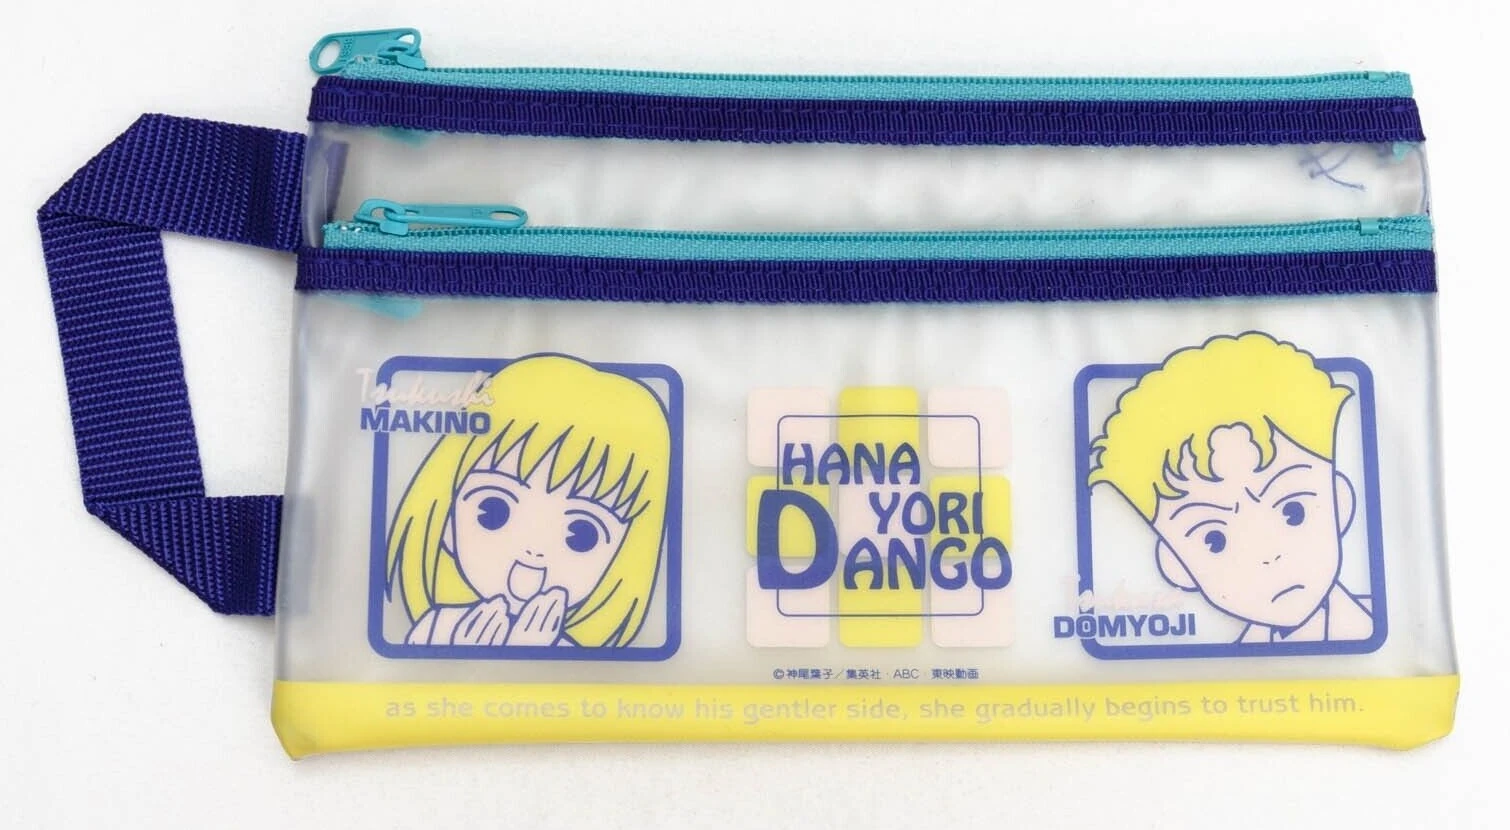 Tsukushi
MAKINO
HANA
YORI
DANGO
Tsukasa
DOMYOJI
©神尾葉子／集英社・ABC・東映動画
as she comes to know his gentler side, she gradually begins to trust him.